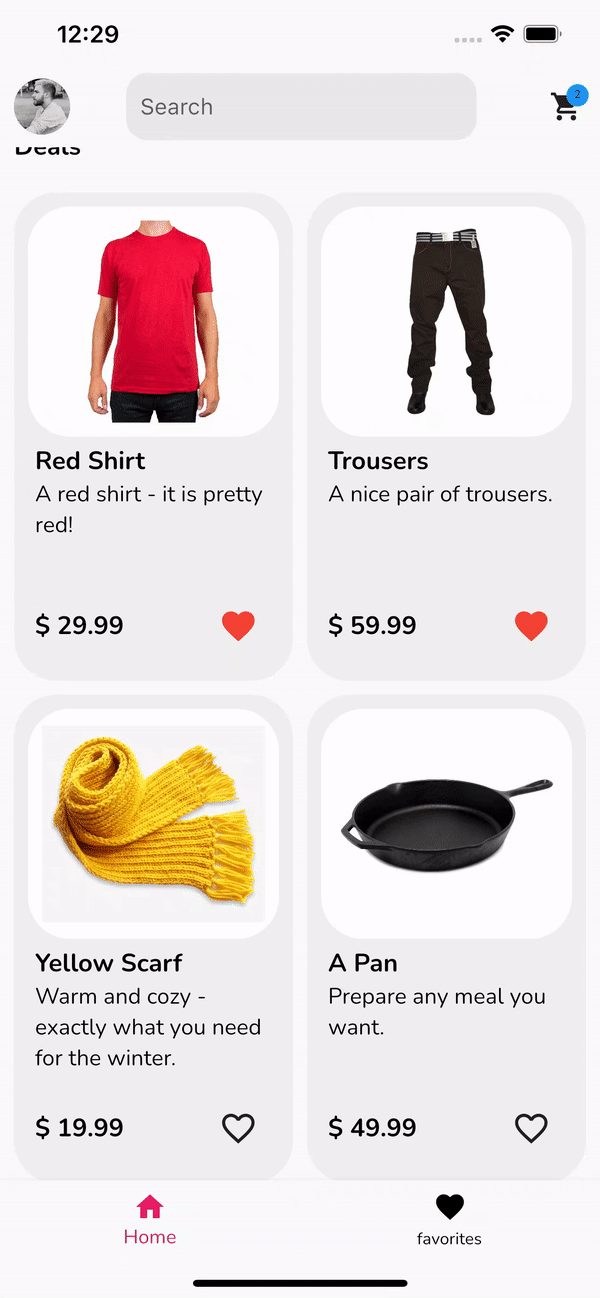 12:29
Search
2
Deals
Red Shirt
A red shirt - it is pretty
red!
$ 29.99
Trousers
A nice pair of trousers.
$ 59.99
Yellow Scarf
Warm and cozy -
exactly what you need
for the winter.
$ 19.99
A Pan
Prepare any meal you
want.
$ 49.99
Home
favorites